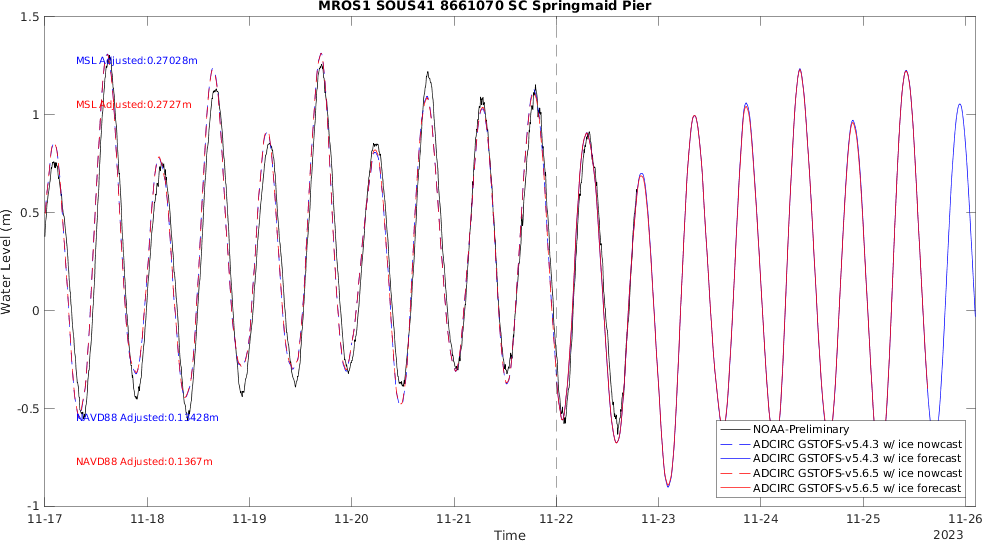 MROS1 SOUS41 8661070 SC Springmaid Pier
1.5
1
0.5
0
-0.5
-1
Water Level (m)
MSL Adjusted:0.27028m
MSL Adjusted:0.2727m
NAVD88 Adjusted:0.13428m
NAVD88 Adjusted:0.1367m
NOAA-Preliminary
ADCIRC GSTOFS-v5.4.3 w/ ice nowcast
ADCIRC GSTOFS-v5.4.3 w/ ice forecast
ADCIRC GSTOFS-v5.6.5 w/ ice nowcast
ADCIRC GSTOFS-v5.6.5 w/ ice forecast
11-17 11-18 11-19 11-20 11-21 11-22 11-23 11-24 11-25 11-26
Time
2023